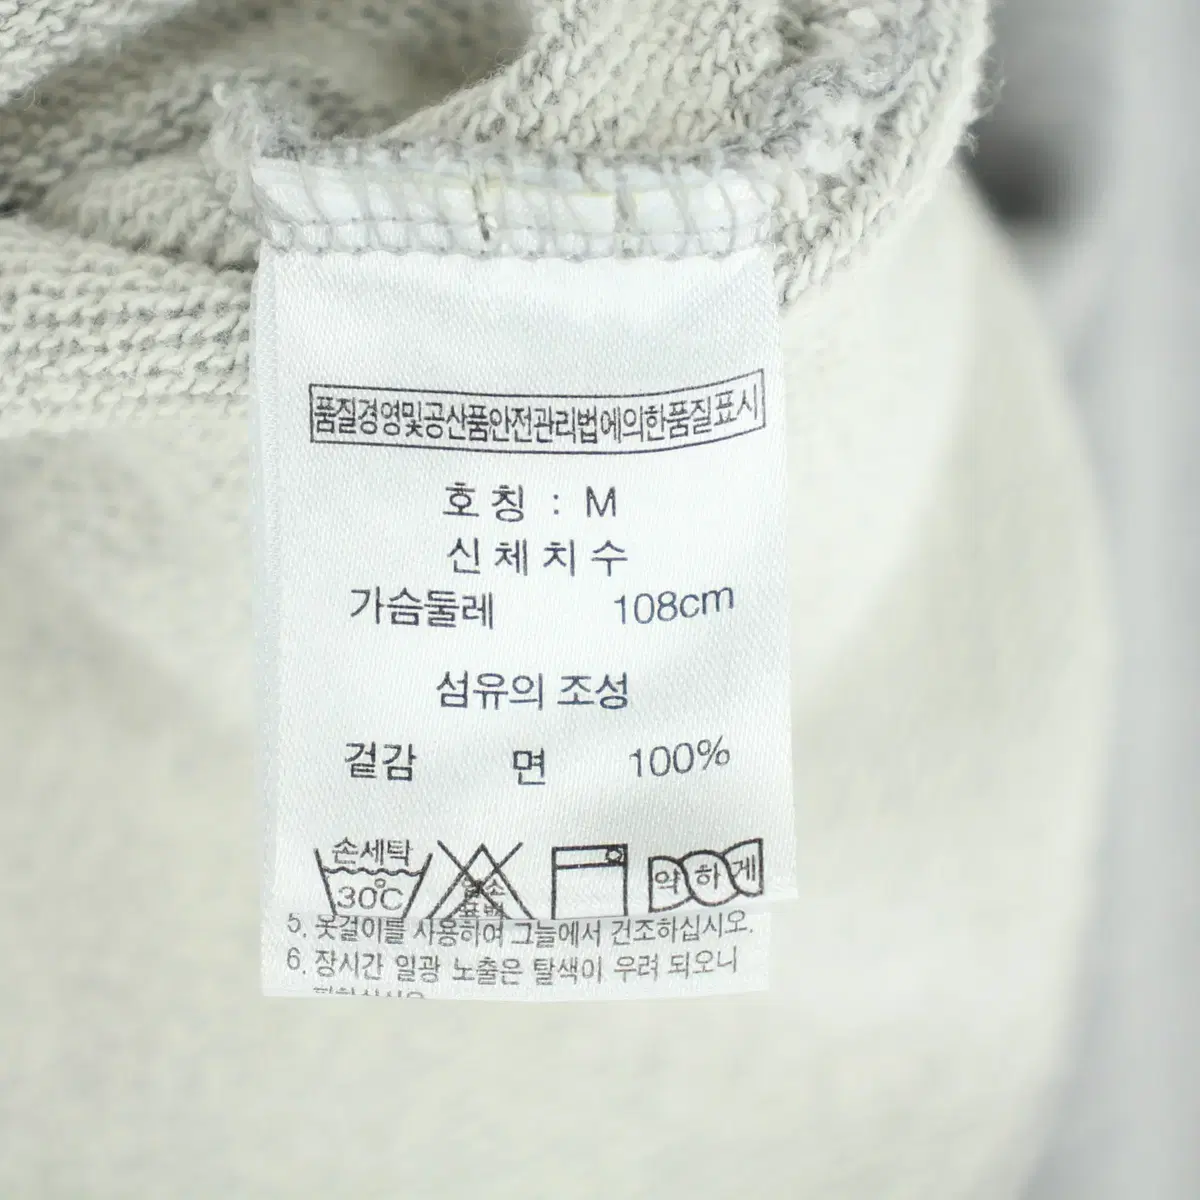 품질경영및공산품안전관리법에의한품질표시
호칭 : M
신체치수
가슴둘레 108cm
섬유의 조성
겉감 면 100%
손세탁 약하게
30℃
5. 옷걸이를 사용하여 그늘에서 건조하십시오.
6. 장시간 일광 노출은 탈색이 우려 되오니